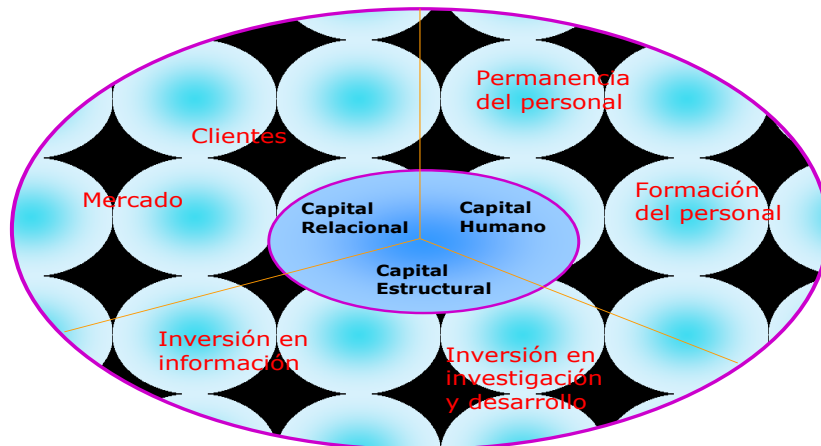 Permanencia
del personal
Clientes
Mercado
Formación
del personal
Capital
Relacional
Capital
Humano
Capital
Estructural
Inversión en
información
Inversión en
investigación
y desarrollo